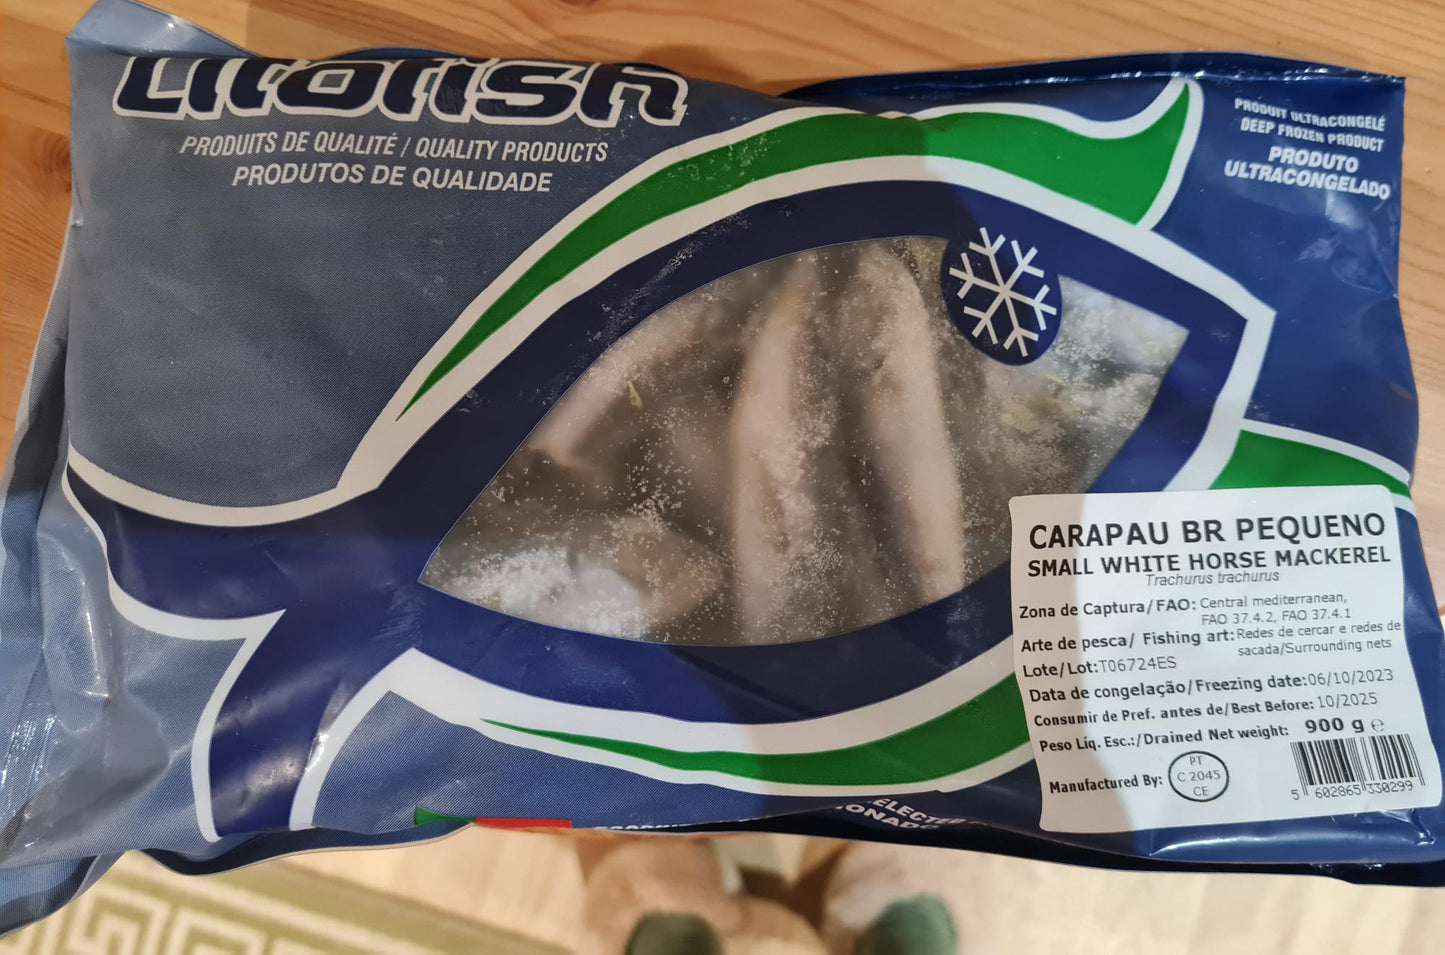 Litofish
PRODUITS DE QUALITÉ / QUALITY PRODUCTS
PRODUTOS DE QUALIDADE
PRODUIT ULTRACONGELÉ
DEEP FROZEN PRODUCT
PRODUTO
ULTRACONGELADO
CARAPAU BR PEQUENO
SMALL WHITE HORSE MACKEREL
Trachurus trachurus
Zona de Captura/FAO: Central mediterranean,
FAO 37.4.2, FAO 37.4.1
Arte de pesca/ Fishing art: Redes de cercar e redes de
sacada/Surrounding nets
Lote/Lot:T06724ES
Data de congelação/Freezing date:06/10/2023
Consumir de Pref. antes de/Best Before: 10/2025
Peso Líq. Esc.:/Drained Net weight: 900 g e
Manufactured By: PT
C 2045
CE
5 602865 330299